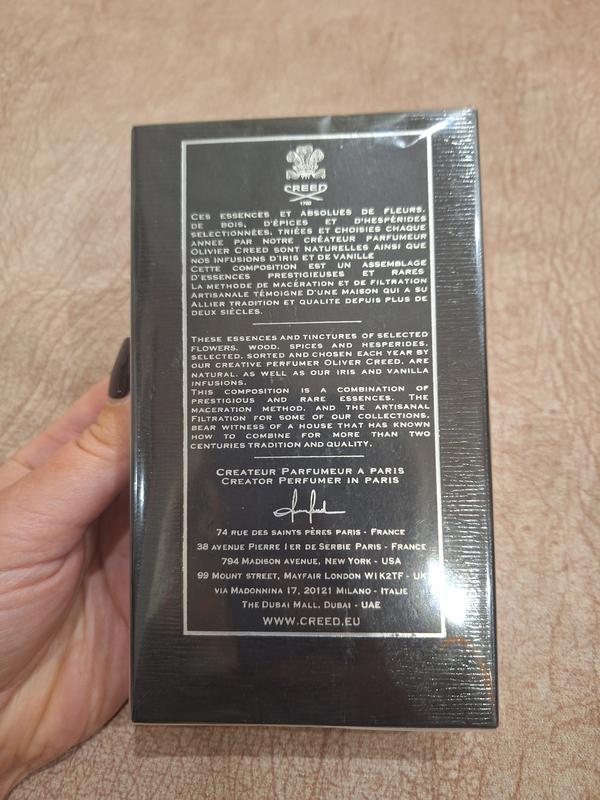 CREED
1760
CES ESSENCES ET ABSOLUES DE FLEURS,
DE BOIS, D'ÉPICES ET D'HESPÉRIDES
SELECTIONNÉES, TRIÉES ET CHOISIES CHAQUE
ANNEE PAR NOTRE CRÉATEUR PARFUMEUR
OLIVIER CREED SONT NATURELLES AINSI QUE
NOS INFUSIONS D'IRIS ET DE VANILLE
CETTE COMPOSITION EST UN ASSEMBLAGE
D'ESSENCES PRESTIGIEUSES ET RARES
LA METHODE DE MACÉRATION ET DE FILTRATION
ARTISANALE TÉMOIGNE D'UNE MAISON QUI A SU
ALLIER TRADITION ET QUALITE DEPUIS PLUS DE
DEUX SIÈCLES.
THESE ESSENCES AND TINCTURES OF SELECTED
FLOWERS, WOOD, SPICES AND HESPERIDES,
SELECTED, SORTED AND CHOSEN EACH YEAR BY
OUR CREATIVE PERFUMER OLIVER CREED, ARE
NATURAL, AS WELL AS OUR IRIS AND VANILLA
INFUSIONS.
THIS COMPOSITION IS A COMBINATION OF
PRESTIGIOUS AND RARE ESSENCES. THE
MACERATION METHOD, AND THE ARTISANAL
FILTRATION FOR SOME OF OUR COLLECTIONS,
BEAR WITNESS OF A HOUSE THAT HAS KNOWN
HOW TO COMBINE FOR MORE THAN TWO
CENTURIES TRADITION AND QUALITY.
CREATEUR PARFUMEUR A PARIS
CREATOR PERFUMER IN PARIS
74 RUE DES SAINTS PÈRES PARIS - FRANCE
38 AVENUE PIERRE IER DE SERBIE PARIS - FRANCE
794 MADISON AVENUE, NEW YORK - USA
99 MOUNT STREET, MAYFAIR LONDON W1K2TF - UK
VIA MADONNINA 17, 20121 MILANO - ITALIE
THE DUBAI MALL, DUBAI - UAE
WWW.CREED.EU